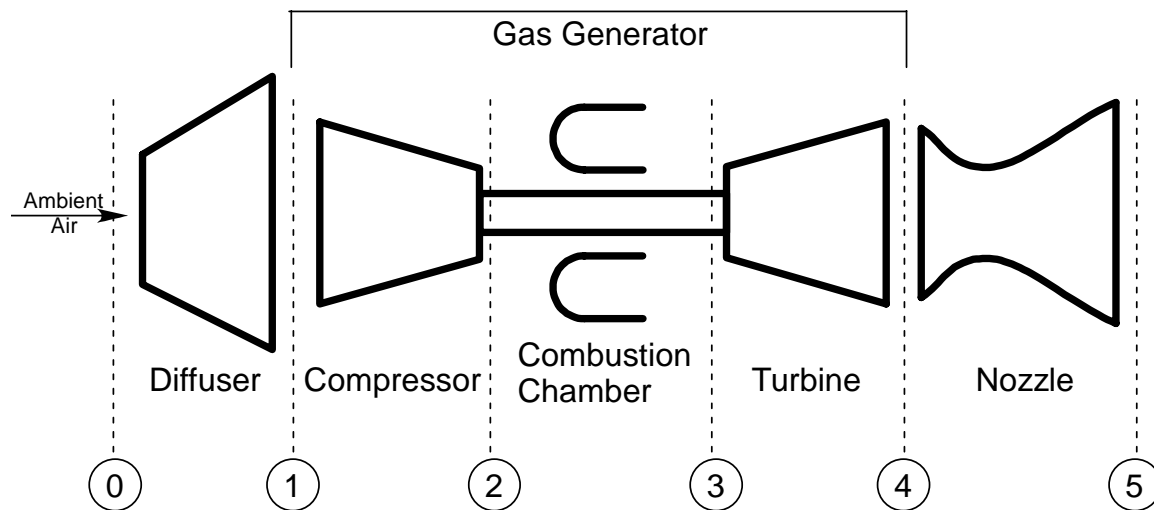 Gas Generator
Ambient
Air
Diffuser
Compressor
Combustion
Chamber
Turbine
Nozzle
0
1
2
3
4
5